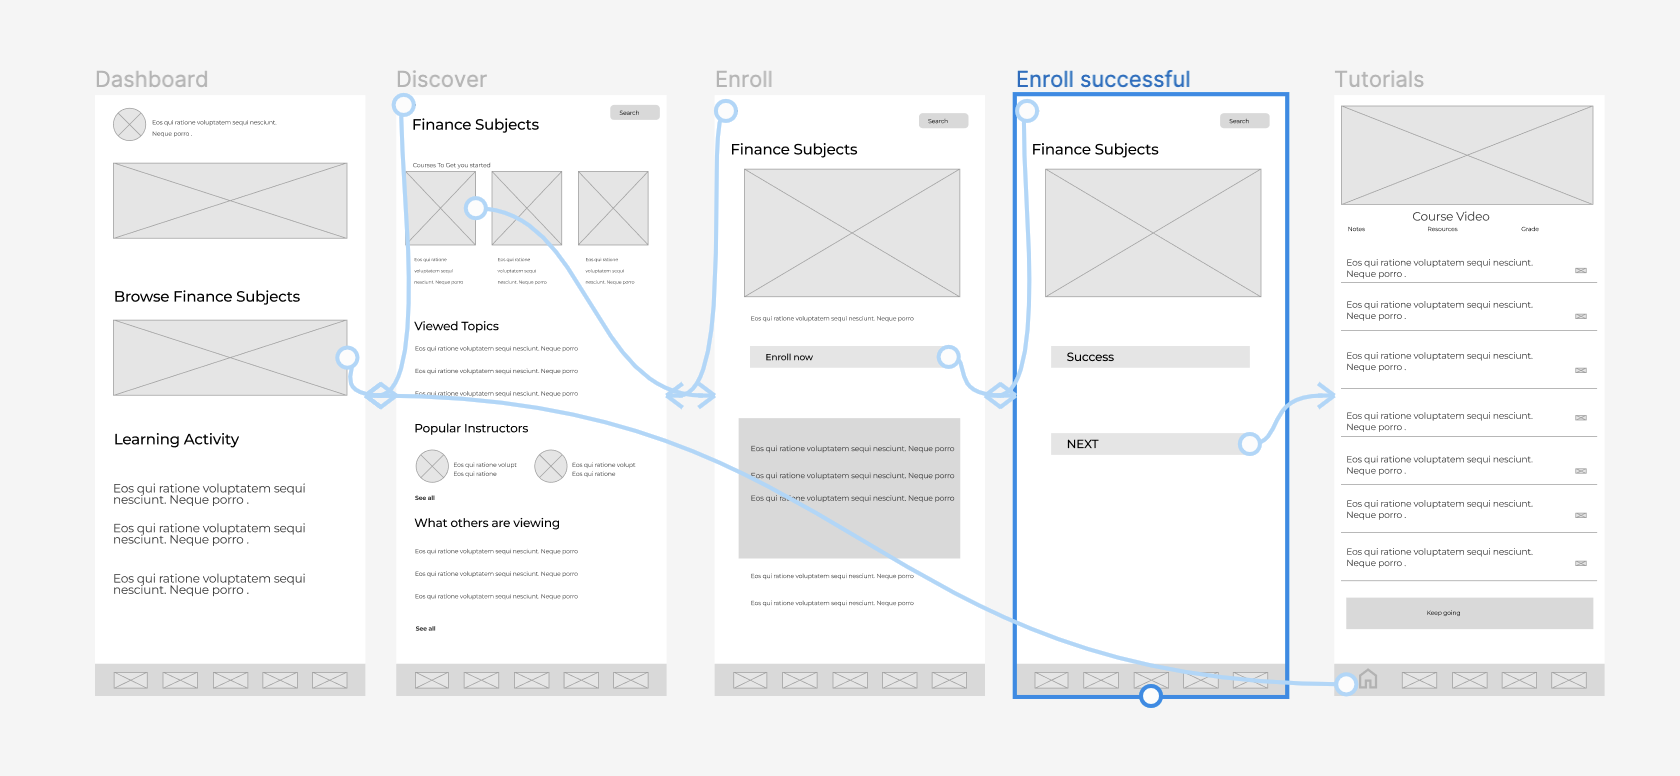 Dashboard
Eos qui ratione voluptatem sequi nesciunt.
Neque porro .
Browse Finance Subjects
Learning Activity
Eos qui ratione voluptatem sequi
nesciunt. Neque porro .
Eos qui ratione voluptatem sequi
nesciunt. Neque porro .
Eos qui ratione voluptatem sequi
nesciunt. Neque porro .
Discover
Search
Finance Subjects
Courses To Get you started
Eos qui ratione
voluptatem sequi
nesciunt. Neque porro
Eos qui ratione
voluptatem sequi
nesciunt. Neque porro
Eos qui ratione
voluptatem sequi
nesciunt. Neque porro
Viewed Topics
Eos qui ratione voluptatem sequi nesciunt. Neque porro
Eos qui ratione voluptatem sequi nesciunt. Neque porro
Eos qui ratione voluptatem sequi nesciunt. Neque porro
Popular Instructors
Eos qui ratione volupt
Eos qui ratione
Eos qui ratione volupt
Eos qui ratione
See all
What others are viewing
Eos qui ratione voluptatem sequi nesciunt. Neque porro
Eos qui ratione voluptatem sequi nesciunt. Neque porro
Eos qui ratione voluptatem sequi nesciunt. Neque porro
See all
Enroll
Search
Finance Subjects
Eos qui ratione voluptatem sequi nesciunt. Neque porro
Enroll now
Eos qui ratione voluptatem sequi nesciunt. Neque porro
Eos qui ratione voluptatem sequi nesciunt. Neque porro
Eos qui ratione voluptatem sequi nesciunt. Neque porro
Eos qui ratione voluptatem sequi nesciunt. Neque porro
Eos qui ratione voluptatem sequi nesciunt. Neque porro
Enroll successful
Search
Finance Subjects
Success
NEXT
Tutorials
Course Video
Notes
Resources
Grade
Eos qui ratione voluptatem sequi nesciunt.
Neque porro .
Eos qui ratione voluptatem sequi nesciunt.
Neque porro .
Eos qui ratione voluptatem sequi nesciunt.
Neque porro .
Eos qui ratione voluptatem sequi nesciunt.
Neque porro .
Eos qui ratione voluptatem sequi nesciunt.
Neque porro .
Eos qui ratione voluptatem sequi nesciunt.
Neque porro .
Eos qui ratione voluptatem sequi nesciunt.
Neque porro .
Keep going